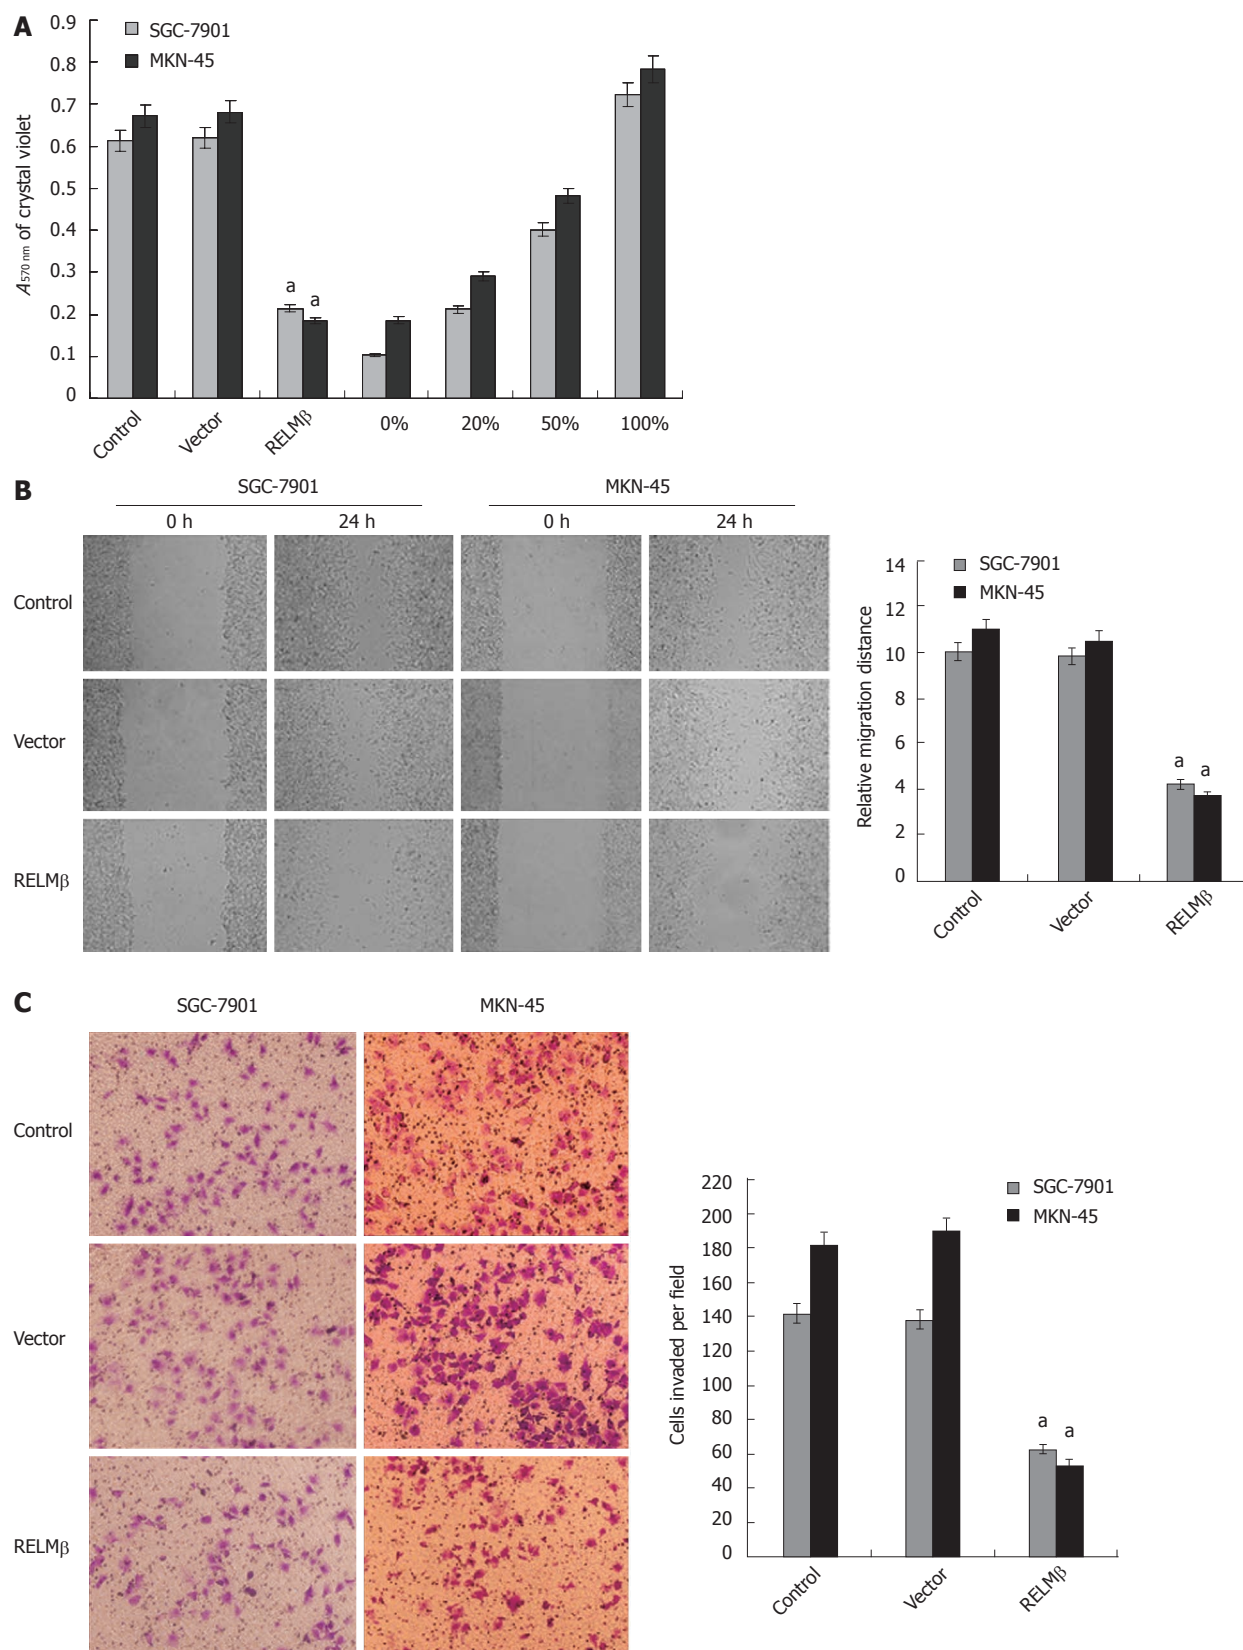 A
SGC-7901
MKN-45
A570 nm of crystal violet
0.9
0.8
0.7
0.6
0.5
0.4
0.3
0.2
0.1
0
a a
Control Vector RELMβ 0% 20% 50% 100%
B
SGC-7901 MKN-45
0 h 24 h 0 h 24 h
Control
Vector
RELMβ
SGC-7901
MKN-45
Relative migration distance
14
12
10
8
6
4
2
0
a a
Control Vector RELMβ
C
SGC-7901 MKN-45
Control
Vector
RELMβ
SGC-7901
MKN-45
Cells invaded per field
220
200
180
160
140
120
100
80
60
40
20
0
a a
Control Vector RELMβ